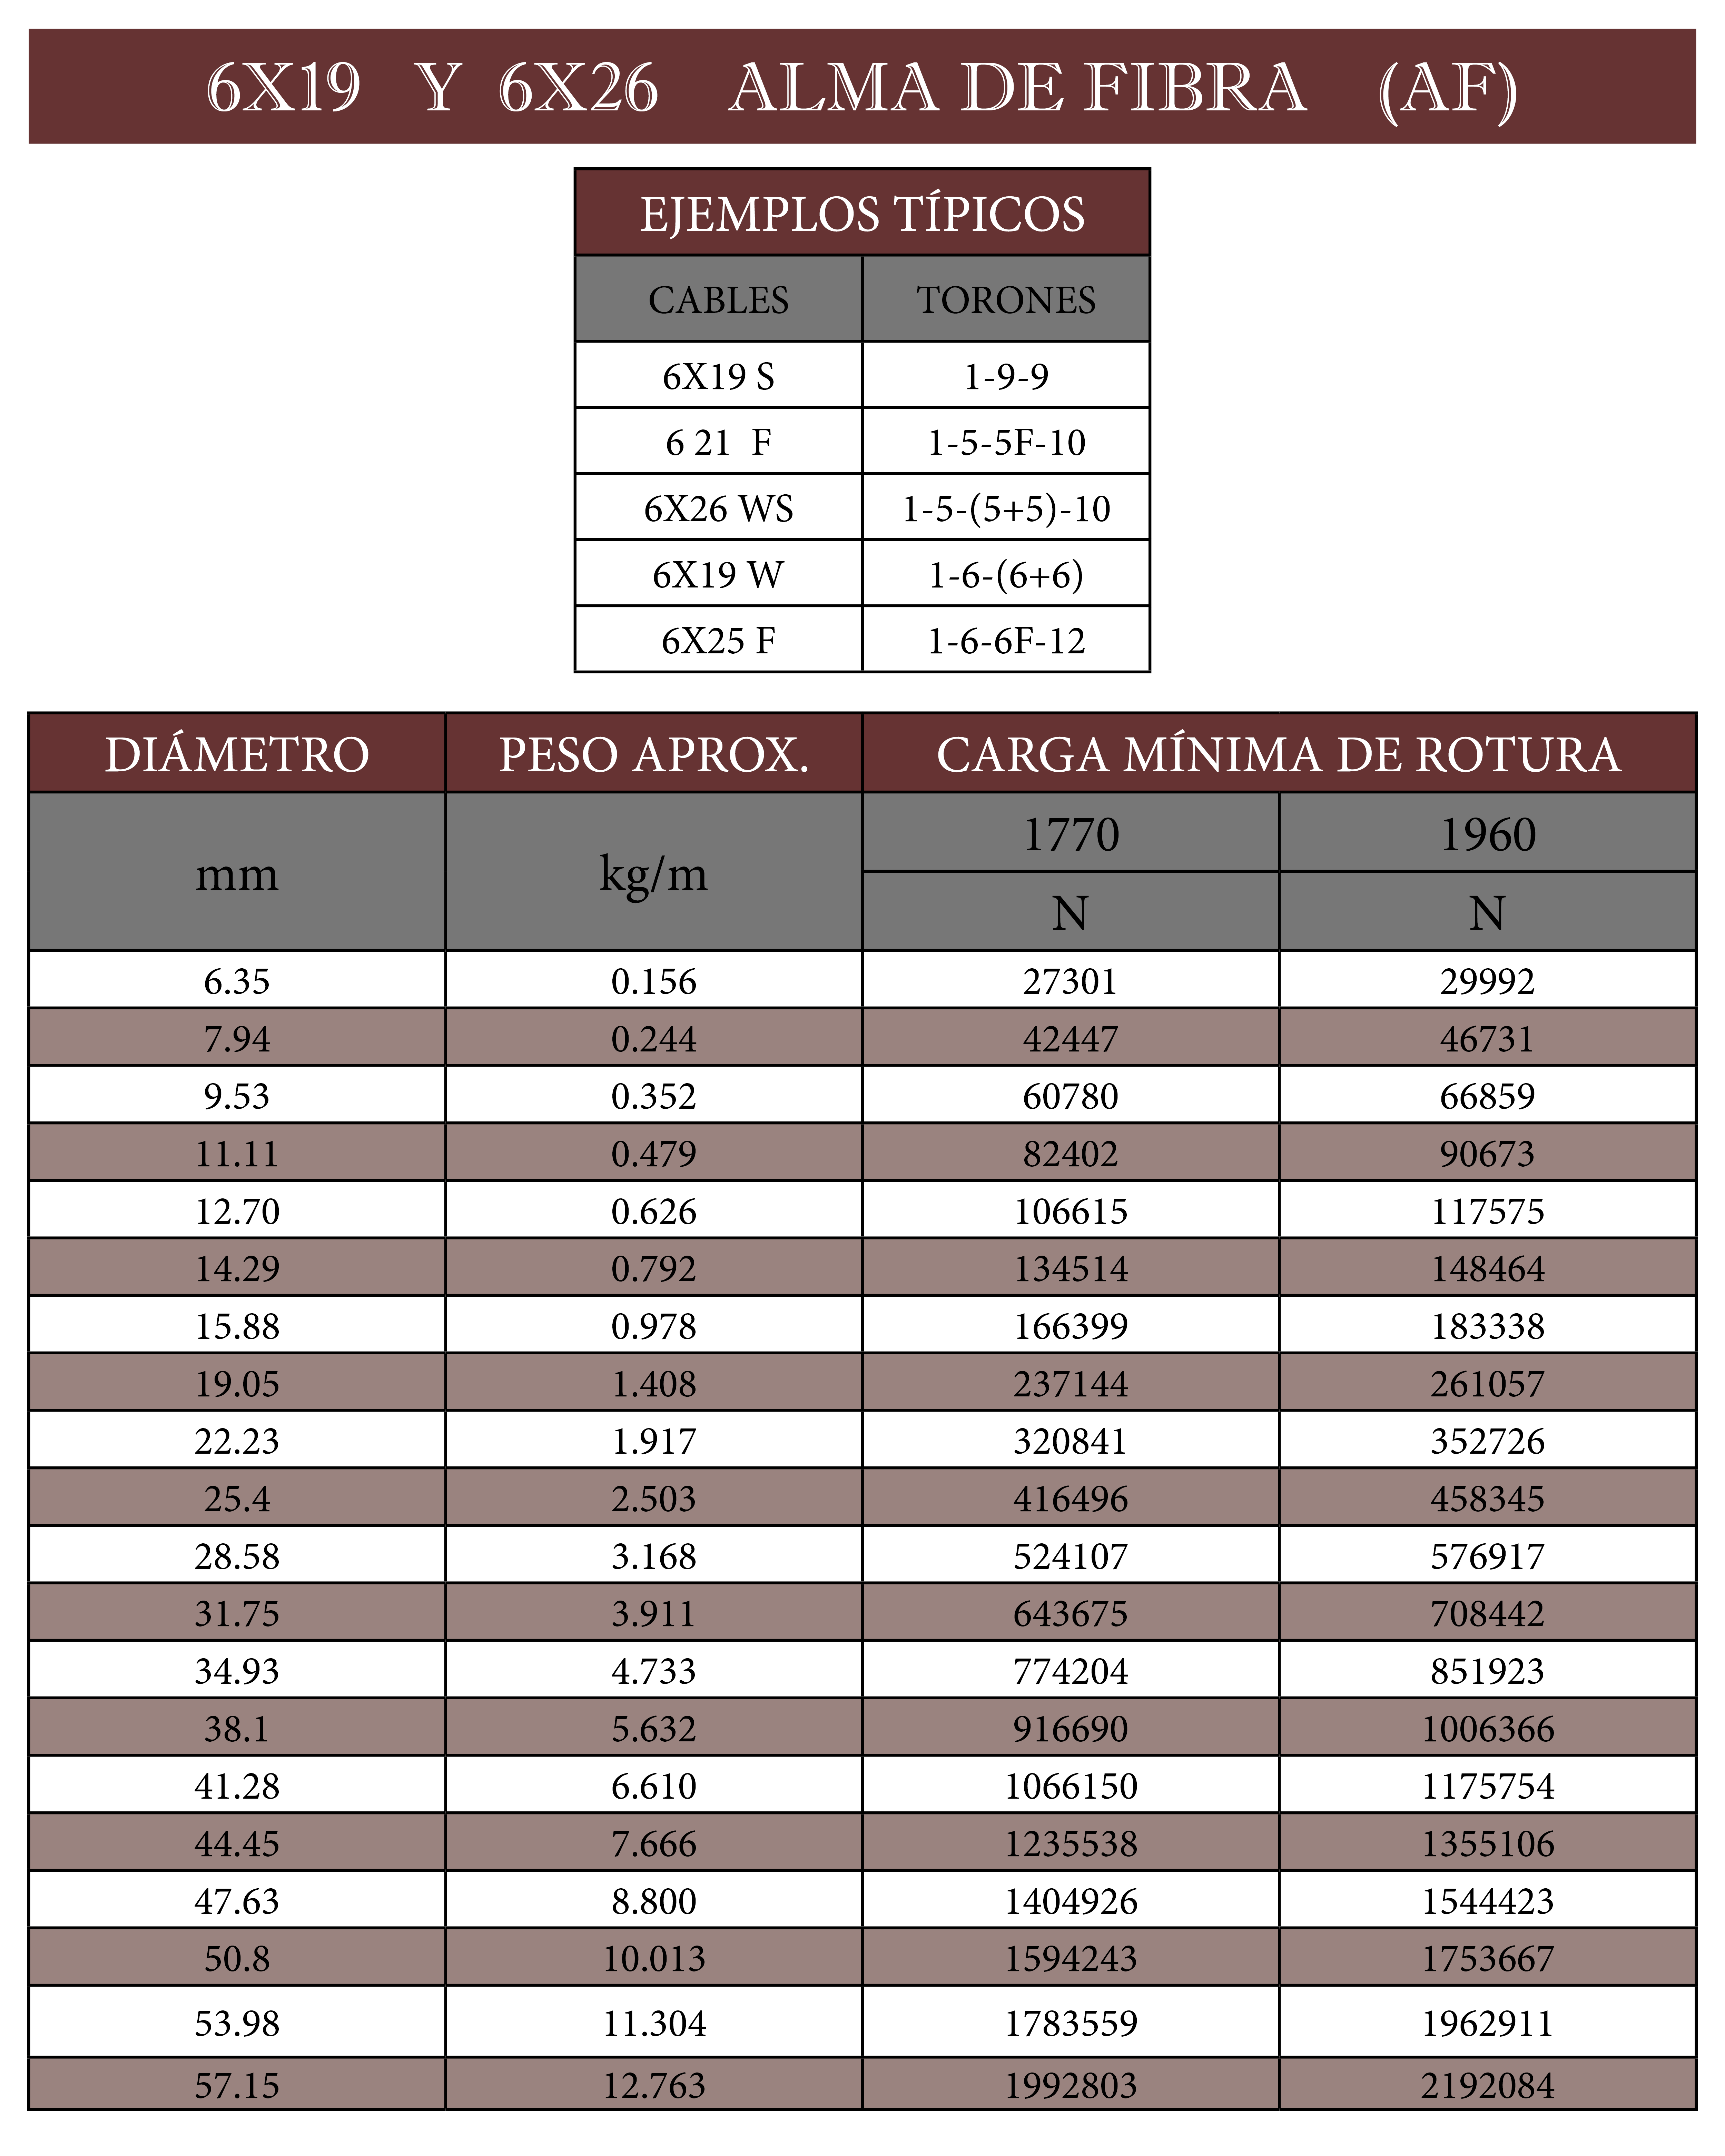 6X19 Y 6X26 ALMA DE FIBRA (AF)
EJEMPLOS TÍPICOS
CABLES TORONES
6X19 S 1-9-9
6 21 F 1-5-5F-10
6X26 WS 1-5-(5+5)-10
6X19 W 1-6-(6+6)
6X25 F 1-6-6F-12
DIÁMETRO PESO APROX. CARGA MÍNIMA DE ROTURA
mm kg/m 1770 1960
N N
6.35 0.156 27301 29992
7.94 0.244 42447 46731
9.53 0.352 60780 66859
11.11 0.479 82402 90673
12.70 0.626 106615 117575
14.29 0.792 134514 148464
15.88 0.978 166399 183338
19.05 1.408 237144 261057
22.23 1.917 320841 352726
25.4 2.503 416496 458345
28.58 3.168 524107 576917
31.75 3.911 643675 708442
34.93 4.733 774204 851923
38.1 5.632 916690 1006366
41.28 6.610 1066150 1175754
44.45 7.666 1235538 1355106
47.63 8.800 1404926 1544423
50.8 10.013 1594243 1753667
53.98 11.304 1783559 1962911
57.15 12.763 1992803 2192084